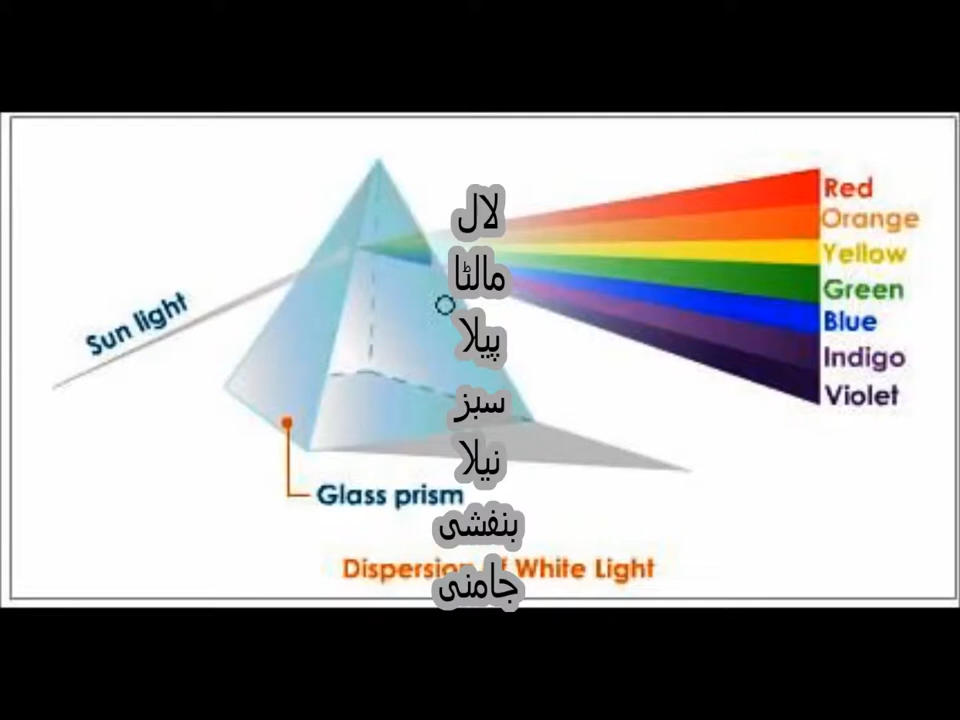 Sun light
Glass prism
Dispersion of White Light
Red
Orange
Yellow
Green
Blue
Indigo
Violet
لال
مالٹا
پیلا
سبز
نیلا
بنفشی
جامنی